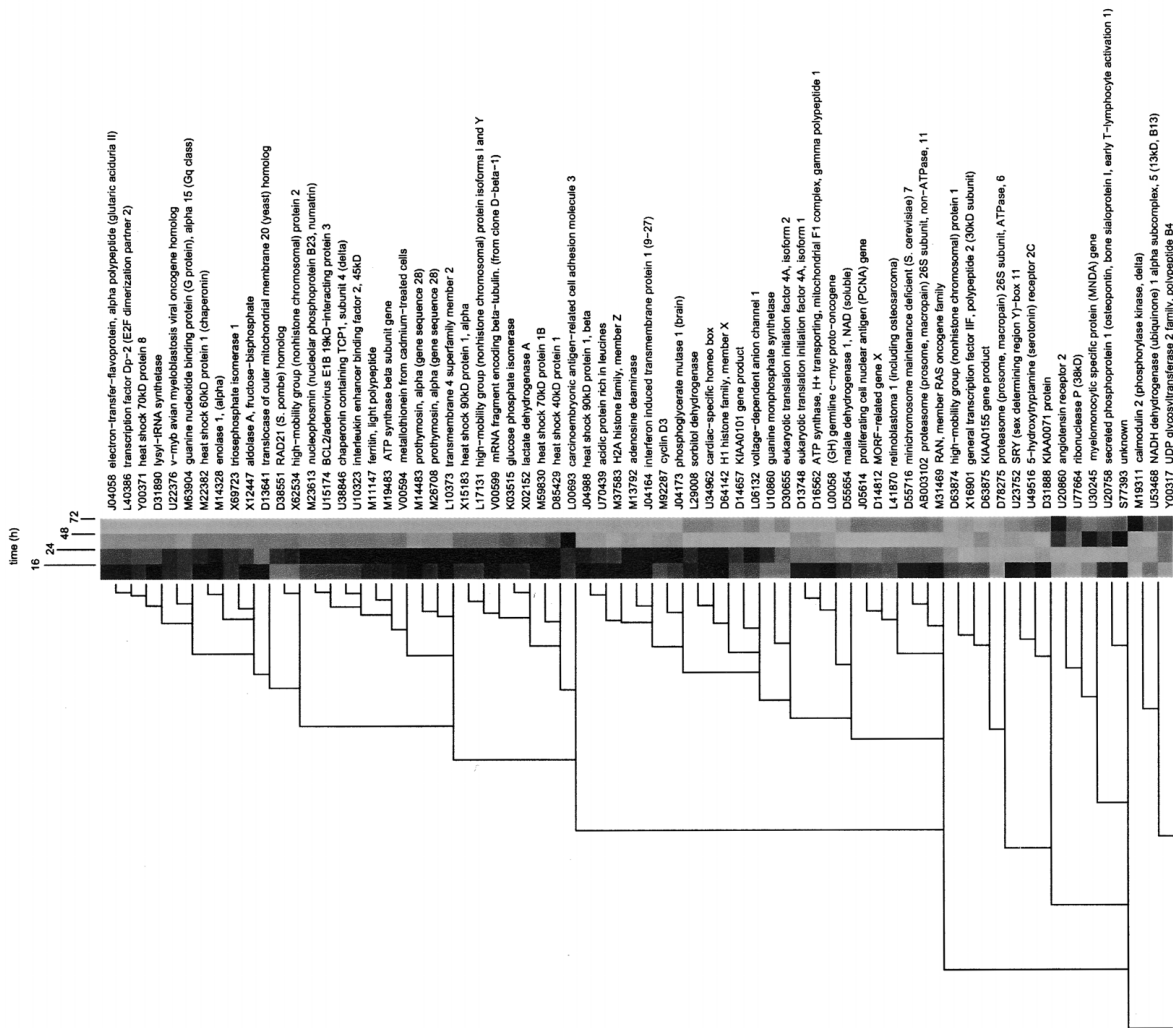 time (h)
16
24
48
72
J04058 electron-transfer-flavoprotein, alpha polypeptide (glutaric aciduria II)
L40386 transcription factor Dp-2 (E2F dimerization partner 2)
Y00371 heat shock 70kD protein 8
D31890 lysyl-tRNA synthetase
U22376 v-myb avian myeloblastosis viral oncogene homolog
M63904 guanine nucleotide binding protein (G protein), alpha 15 (Gq class)
M22382 heat shock 60kD protein 1 (chaperonin)
M14328 enolase 1, (alpha)
X69723 triosephosphate isomerase 1
X12447 aldolase A, fructose-bisphosphate
D13641 translocase of outer mitochondrial membrane 20 (yeast) homolog
D38551 RAD21 (S. pombe) homolog
X62534 high-mobility group (nonhistone chromosomal) protein 2
M23613 nucleophosmin (nucleolar phosphoprotein B23, numatrin)
U15174 BCL2/adenovirus E1B 19kD-interacting protein 3
U38846 chaperonin containing TCP1, subunit 4 (delta)
U10323 interleukin enhancer binding factor 2, 45kD
M11147 ferritin, light polypeptide
M19483 ATP synthase beta subunit gene
V00594 metallothionein from cadmium-treated cells
M14483 prothymosin, alpha (gene sequence 28)
M26708 prothymosin, alpha (gene sequence 28)
L10373 transmembrane 4 superfamily member 2
X15183 heat shock 90kD protein 1, alpha
L17131 high-mobility group (nonhistone chromosomal) protein isoforms I and Y
V00599 mRNA fragment encoding beta-tubulin. (from clone D-beta-1)
K03515 glucose phosphate isomerase
X02152 lactate dehydrogenase A
M59830 heat shock 70kD protein 1B
D85429 heat shock 40kD protein 1
L00693 carcinoembryonic antigen-related cell adhesion molecule 3
J04988 heat shock 90kD protein 1, beta
U70439 acidic protein rich in leucines
M37583 H2A histone family, member Z
M13792 adenosine deaminase
J04164 interferon induced transmembrane protein 1 (9-27)
M92287 cyclin D3
J04173 phosphoglycerate mutase 1 (brain)
L29008 sorbitol dehydrogenase
U34962 cardiac-specific homeo box
D64142 H1 histone family, member X
D14657 KIAA0101 gene product
L06132 voltage-dependent anion channel 1
U10860 guanine monophosphate synthetase
D30655 eukaryotic translation initiation factor 4A, isoform 2
D13748 eukaryotic translation initiation factor 4A, isoform 1
D16562 ATP synthase, H+ transporting, mitochondrial F1 complex, gamma polypeptide 1
L00058 (GH) germline c-myc proto-oncogene
D55654 malate dehydrogenase 1, NAD (soluble)
J05614 proliferating cell nuclear antigen (PCNA) gene
D14812 MORF-related gene X
L41870 retinoblastoma 1 (including osteosarcoma)
D55716 minichromosome maintenance deficient (S. cerevisiae) 7
AB003102 proteasome (prosome, macropain) 26S subunit, non-ATPase, 11
M31469 RAN, member RAS oncogene family
D63874 high-mobility group (nonhistone chromosomal) protein 1
X16901 general transcription factor IIF, polypeptide 2 (30kD subunit)
D63875 KIAA0155 gene product
D78275 proteasome (prosome, macropain) 26S subunit, ATPase, 6
U23752 SRY (sex determining region Y)-box 11
U49516 5-hydroxytryptamine (serotonin) receptor 2C
D31888 KIAA0071 protein
U20860 angiotensin receptor 2
U77664 ribonuclease P (38kD)
U30245 myelomonocytic specific protein (MNDA) gene
U20758 secreted phosphoprotein 1 (osteopontin, bone sialoprotein I, early T-lymphocyte activation 1)
S77393 unknown
M19311 calmodulin 2 (phosphorylase kinase, delta)
U53468 NADH dehydrogenase (ubiquinone) 1 alpha subcomplex, 5 (13kD, B13)
Y00317 UDP glycosyltransferase 2 family, polypeptide B4